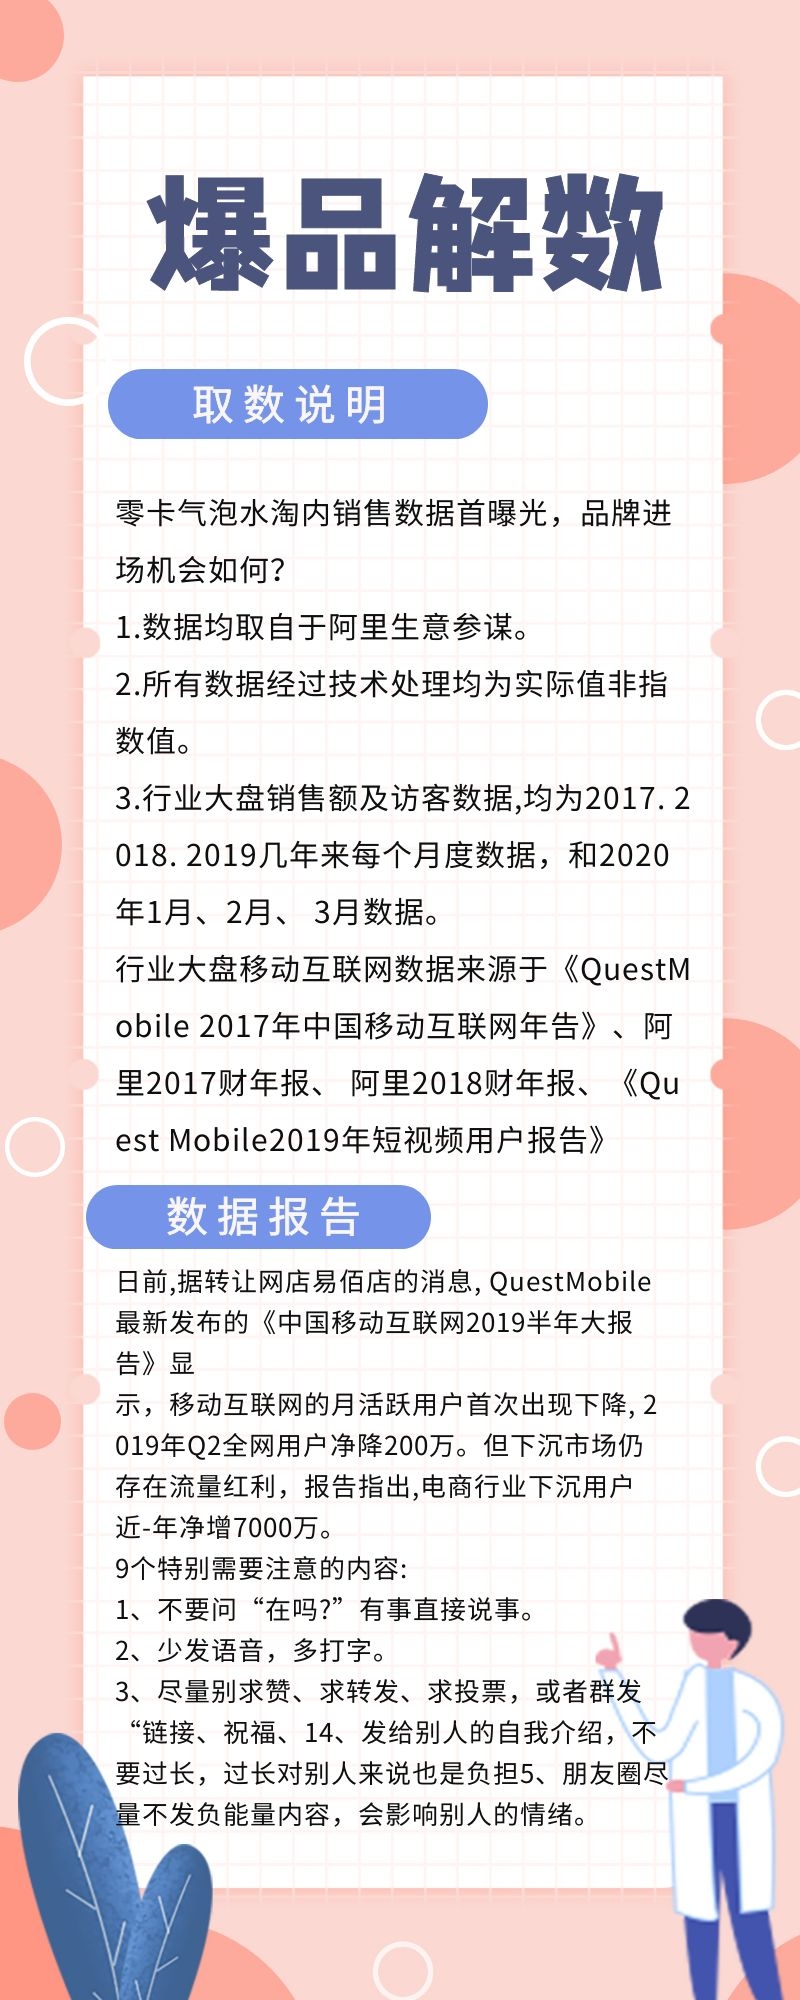 爆品解数
取数说明
零卡气泡水淘内销售数据首曝光，品牌进
场机会如何？
1.数据均取自于阿里生意参谋。
2.所有数据经过技术处理均为实际值非指
数值。
3.行业大盘销售额及访客数据,均为2017. 2
018. 2019几年来每个月度数据，和2020
年1月、2月、 3月数据。
行业大盘移动互联网数据来源于《QuestM
obile 2017年中国移动互联网年告》、阿
里2017财年报、 阿里2018财年报、《Qu
est Mobile2019年短视频用户报告》
数据报告
日前,据转让网店易佰店的消息, QuestMobile
最新发布的《中国移动互联网2019半年大报
告》显
示，移动互联网的月活跃用户首次出现下降, 2
019年Q2全网用户净降200万。但下沉市场仍
存在流量红利，报告指出,电商行业下沉用户
近-年净增7000万。
9个特别需要注意的内容:
1、不要问“在吗?”有事直接说事。
2、少发语音，多打字。
3、尽量别求赞、求转发、求投票，或者群发
“链接、祝福、14、发给别人的自我介绍，不
要过长，过长对别人来说也是负担5、朋友圈尽
量不发负能量内容，会影响别人的情绪。